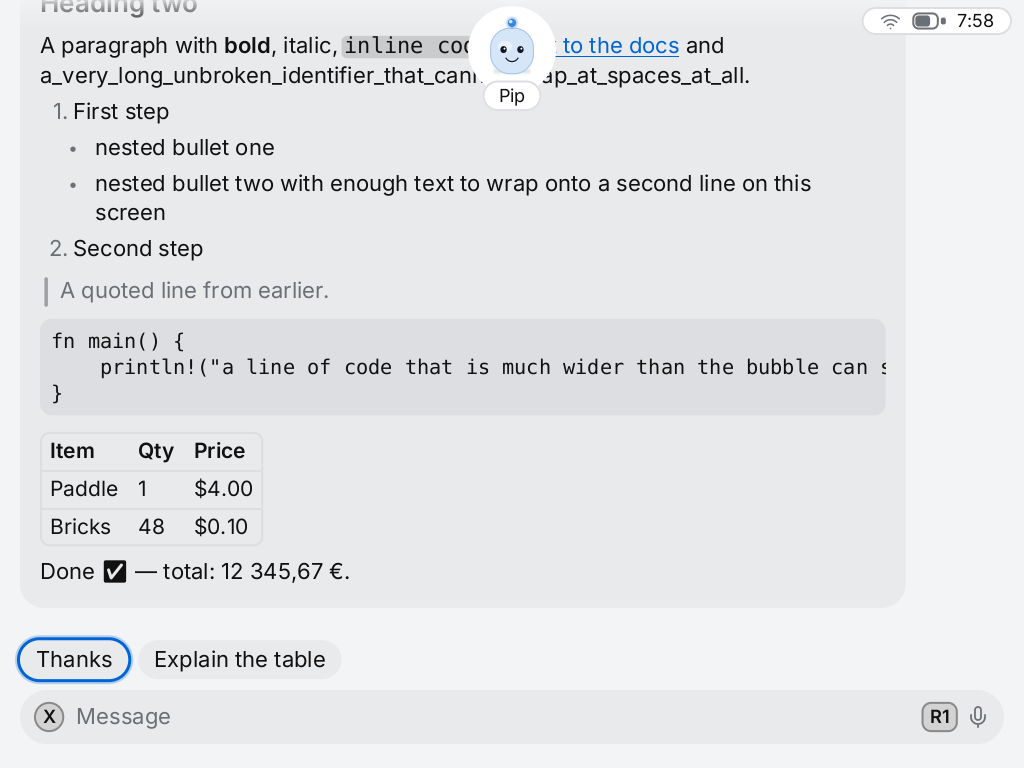 Heading two
7:58
A paragraph with bold, italic, inline to the docs and
a_very_long_unbroken_identifier_that_ ap_at_spaces_at_all.
Pip
1. First step
• nested bullet one
• nested bullet two with enough text to wrap onto a second line on this
screen
2. Second step
A quoted line from earlier.
fn main() {
println!("a line of code that is much wider than the bubble can
}
Item Qty Price
Paddle 1 $4.00
Bricks 48 $0.10
Done ✅ — total: 12 345,67 €.
Thanks Explain the table
X Message R1